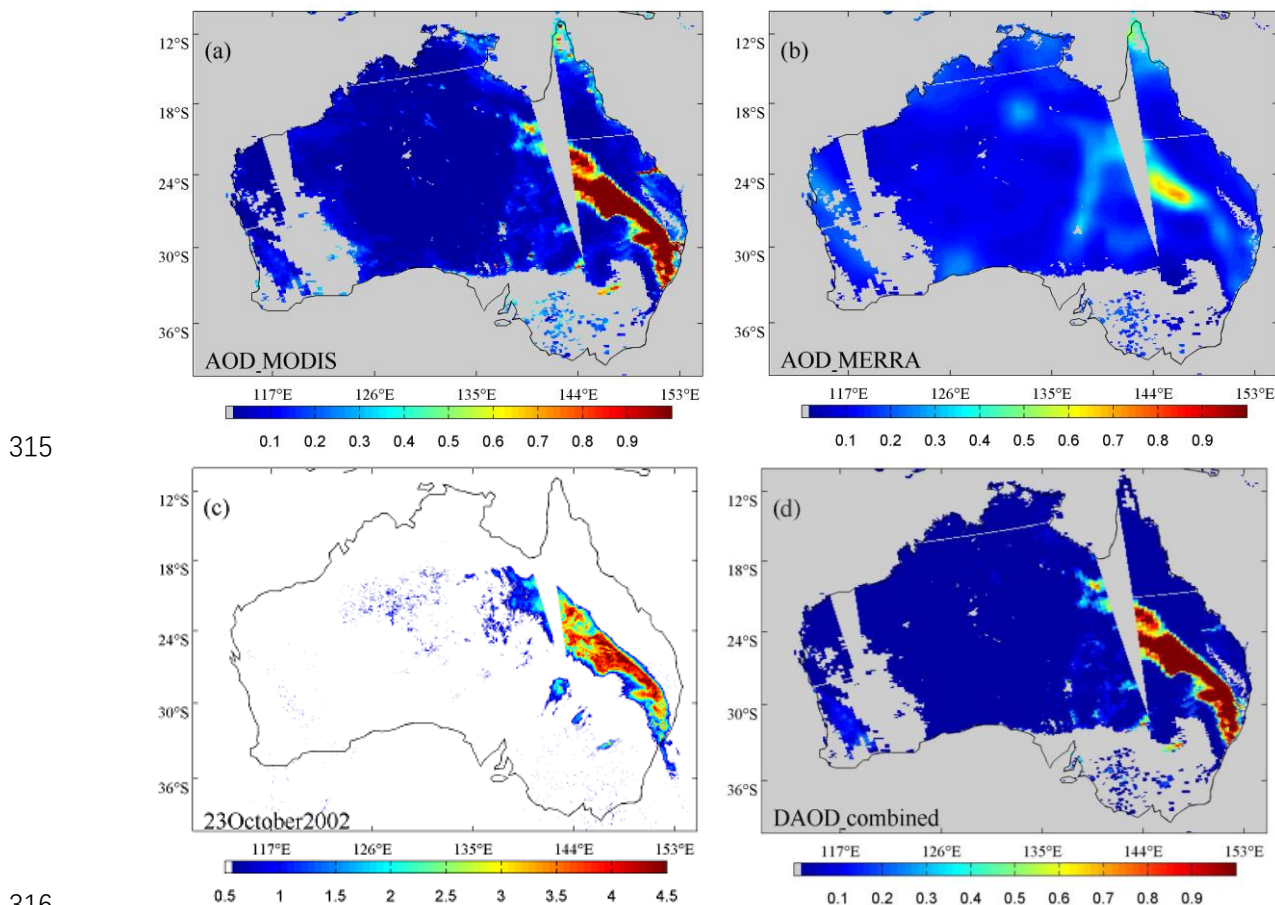 12°S
18°S
24°S
30°S
36°S
(a)
AOD_MODIS
117°E 126°E 135°E 144°E 153°E
0.1 0.2 0.3 0.4 0.5 0.6 0.7 0.8 0.9
12°S
18°S
24°S
30°S
36°S
(b)
AOD_MERRA
117°E 126°E 135°E 144°E 153°E
0.1 0.2 0.3 0.4 0.5 0.6 0.7 0.8 0.9
315
12°S
18°S
24°S
30°S
36°S
(c)
23October2002
117°E 126°E 135°E 144°E 153°E
0.5 1 1.5 2 2.5 3 3.5 4 4.5
12°S
18°S
24°S
30°S
36°S
(d)
DAOD_combined
117°E 126°E 135°E 144°E 153°E
0.1 0.2 0.3 0.4 0.5 0.6 0.7 0.8 0.9
316